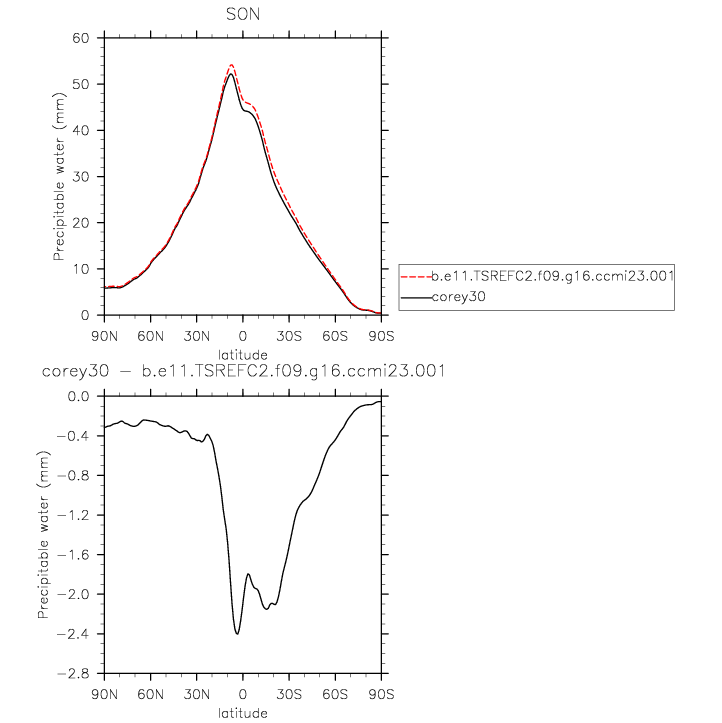 SON
60
50
40
30
20
10
0
Precipitable water (mm)
90N 60N 30N 0 30S 60S 90S
latitude
b.e11.TSREFC2.f09.g16.ccmi23.001
corey30
corey30 − b.e11.TSREFC2.f09.g16.ccmi23.001
0.0
−0.4
−0.8
−1.2
−1.6
−2.0
−2.4
−2.8
Precipitable water (mm)
90N 60N 30N 0 30S 60S 90S
latitude